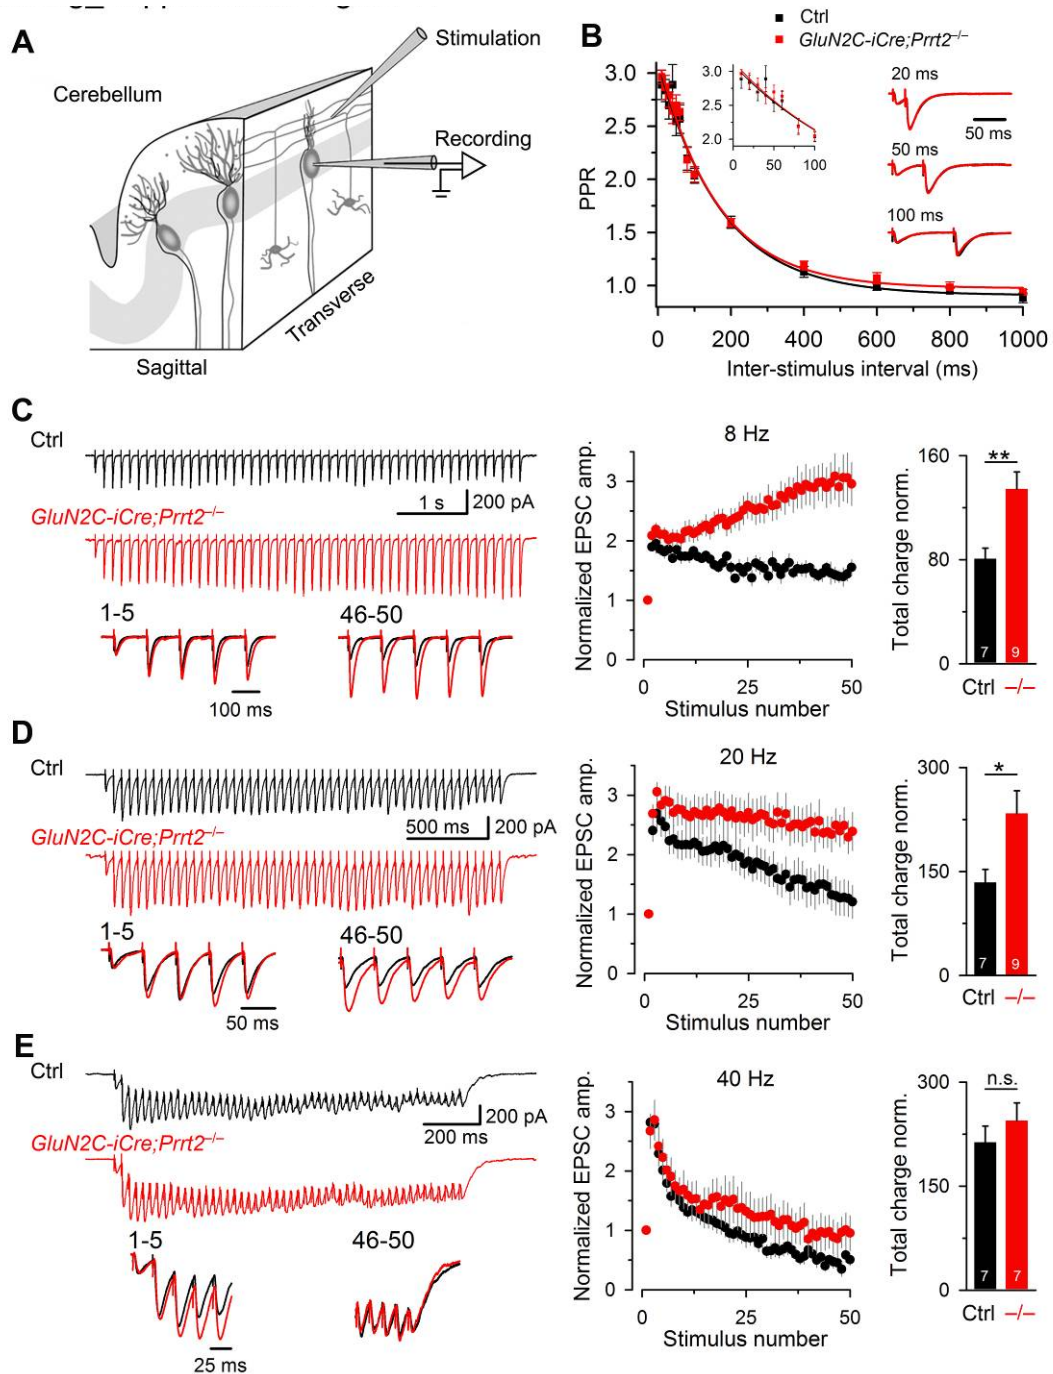 A
Stimulation
Cerebellum
Recording
Transverse
Sagittal
B
Ctrl
GluN2C-iCre;Prrt2–/–
PPR
3.0
2.5
2.0
1.5
1.0
3.0
2.5
2.0
0
50
100
20 ms
50 ms
50 ms
100 ms
0 200 400 600 800 1000
Inter-stimulus interval (ms)
C
Ctrl
1 s
200 pA
GluN2C-iCre;Prrt2–/–
1-5
46-50
100 ms
8 Hz
Normalized EPSC amp.
3
2
1
0
0 25 50
Stimulus number
Total charge norm.
160
80
0
**
7
9
Ctrl –/–
D
Ctrl
500 ms
200 pA
GluN2C-iCre;Prrt2–/–
1-5
46-50
50 ms
20 Hz
Normalized EPSC amp.
3
2
1
0
0 25 50
Stimulus number
Total charge norm.
300
150
0
*
7
9
Ctrl –/–
E
Ctrl
200 pA
200 ms
GluN2C-iCre;Prrt2–/–
1-5
46-50
25 ms
40 Hz
Normalized EPSC amp.
3
2
1
0
0 25 50
Stimulus number
Total charge norm.
300
150
0
n.s.
7
7
Ctrl –/–